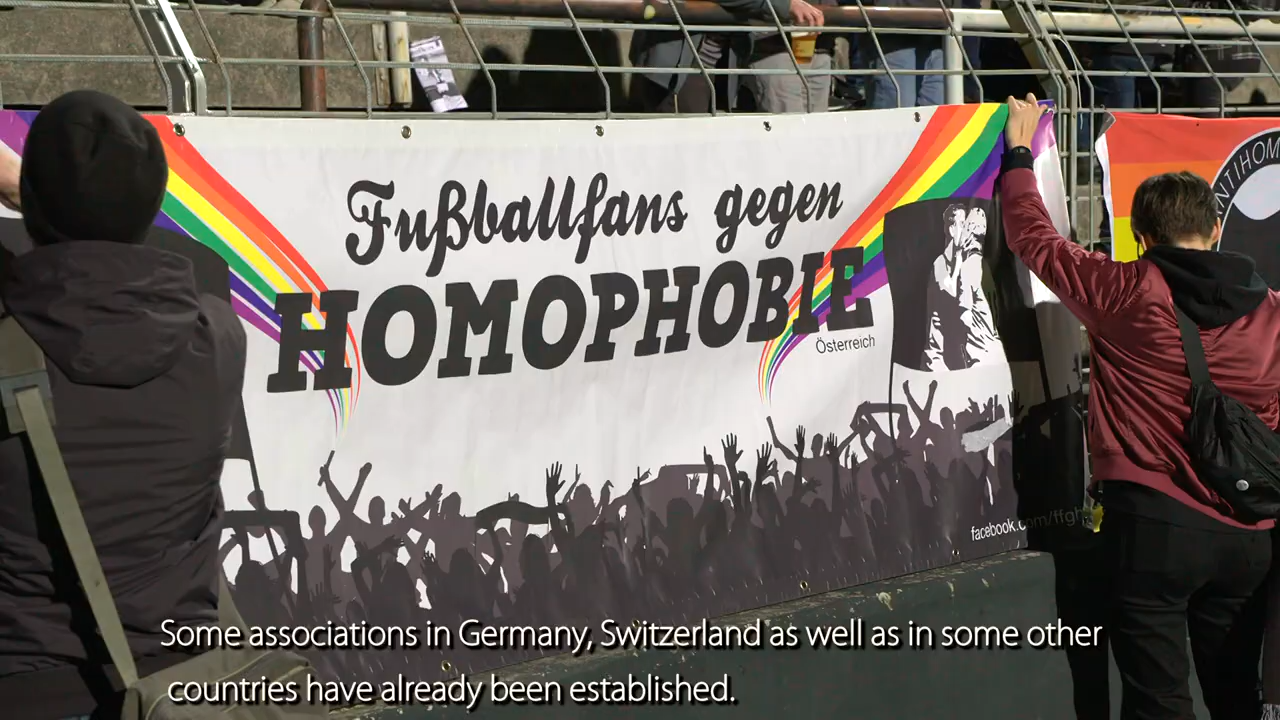 Fußballfans gegen
HOMOPHOBIE
Österreich
facebook.com/ffgh
Some associations in Germany, Switzerland as well as in some other
countries have already been established.